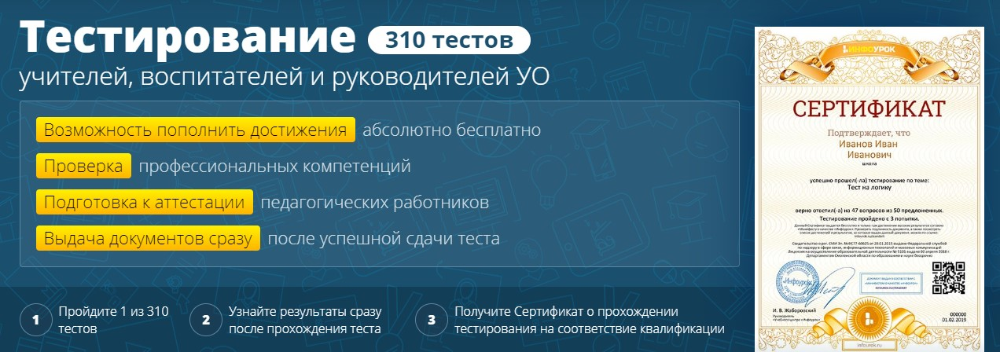 Тестирование 310 тестов
учителей, воспитателей и руководителей УО
Возможность пополнить достижения абсолютно бесплатно
Проверка профессиональных компетенций
Подготовка к аттестации педагогических работников
Выдача документов сразу после успешной сдачи теста
1 Пройдите 1 из 310
тестов
2 Узнайте результаты сразу
после прохождения теста
3 Получите Сертификат о прохождении
тестирования на соответствие квалификации
ИНФОУРОК
СЕРТИФИКАТ
Подтверждает, что
Иванов Иван
Иванович
школа
успешно прошел(-ла) тестирование по теме:
Тест на логику
верно ответил(-а) на 47 вопросов из 50 предложенных.
Тестирование пройдено с 3 попытки.
«Инфоурок»
И. В. Жаборовский
Руководитель
000000
01.02.2019
infourok.ru